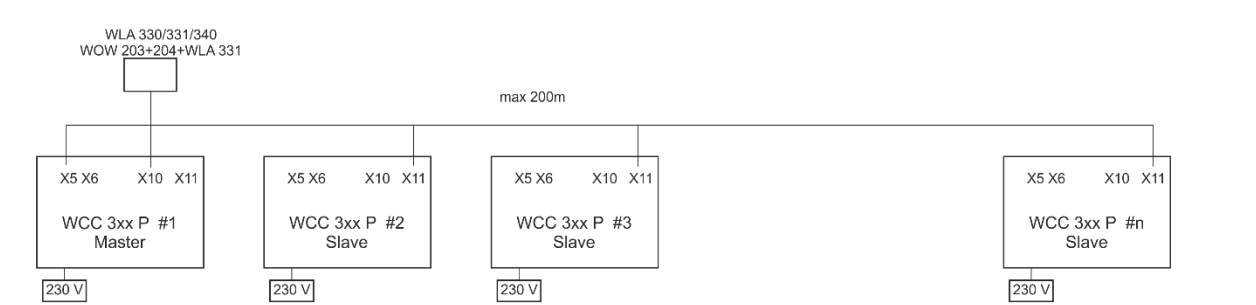 WLA 330/331/340
WOW 203+204+WLA 331
max 200m
X5 X6 X10 X11
WCC 3xx P #1
Master
230 V
X5 X6 X10 X11
WCC 3xx P #2
Slave
230 V
X5 X6 X10 X11
WCC 3xx P #3
Slave
230 V
X5 X6 X10 X11
WCC 3xx P #n
Slave
230 V